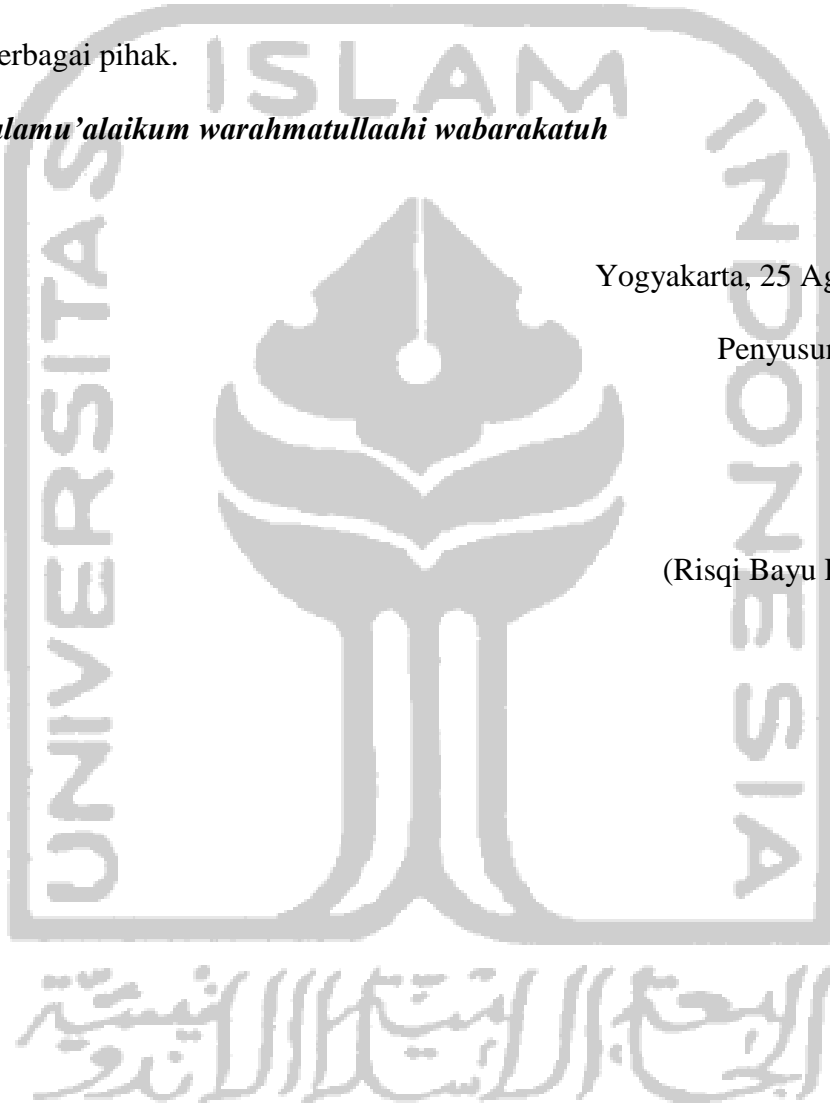 erbagai pihak.
alamu’alaikum warahmatullaahi wabarakatuh
Yogyakarta, 25 Ag
Penyusun
(Risqi Bayu
ISLAM
UNIVERSITAS
INDONESIA